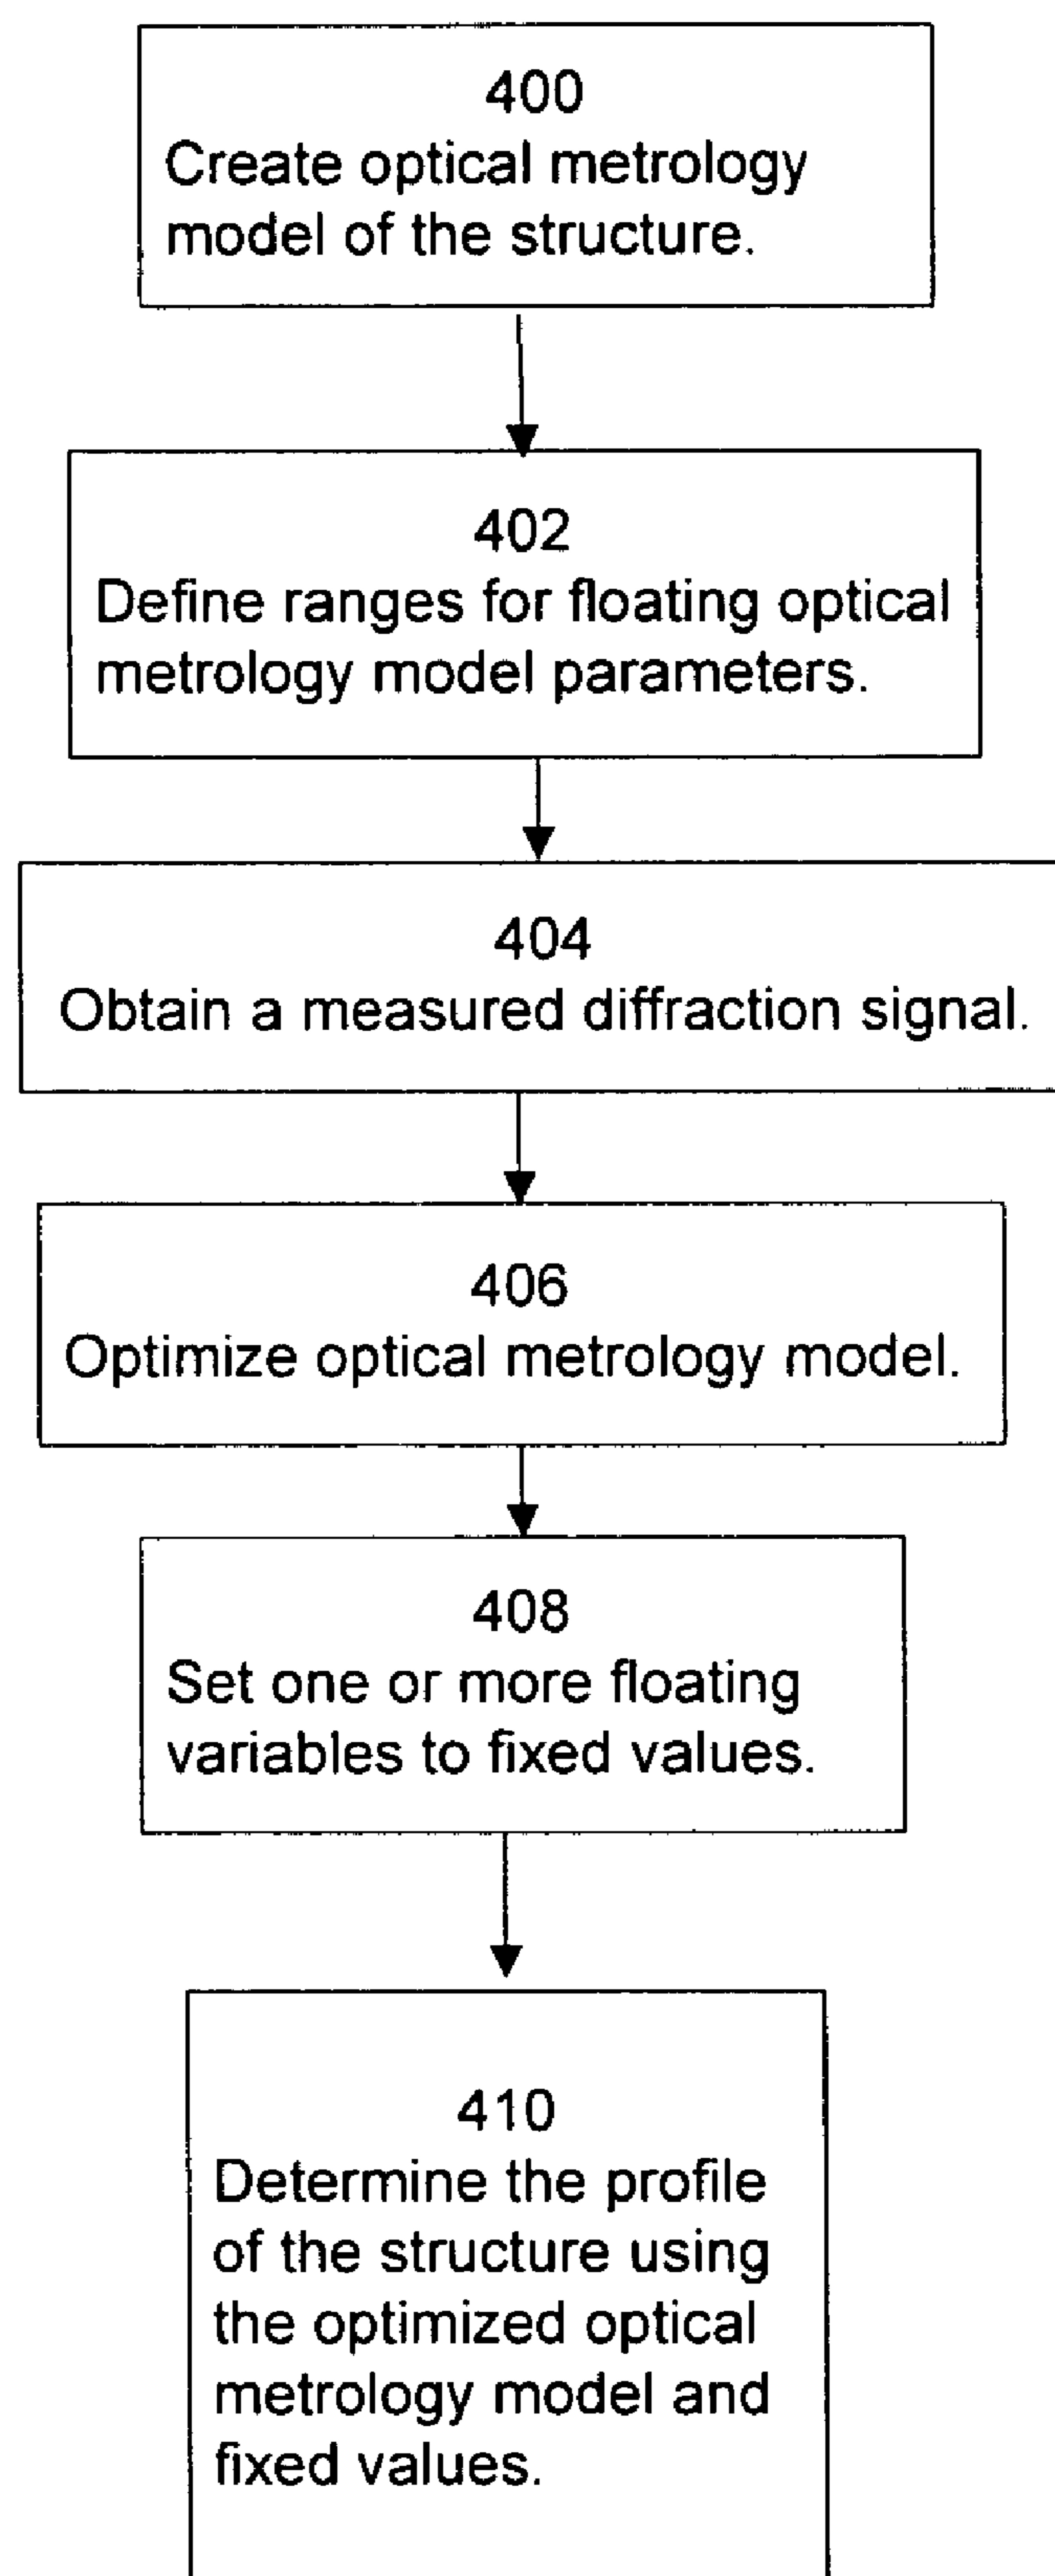 400
Create optical metrology
model of the structure.
402
Define ranges for floating optical
metrology model parameters.
404
Obtain a measured diffraction signal.
406
Optimize optical metrology model.
408
Set one or more floating
variables to fixed values.
410
Determine the profile
of the structure using
the optimized optical
metrology model and
fixed values.